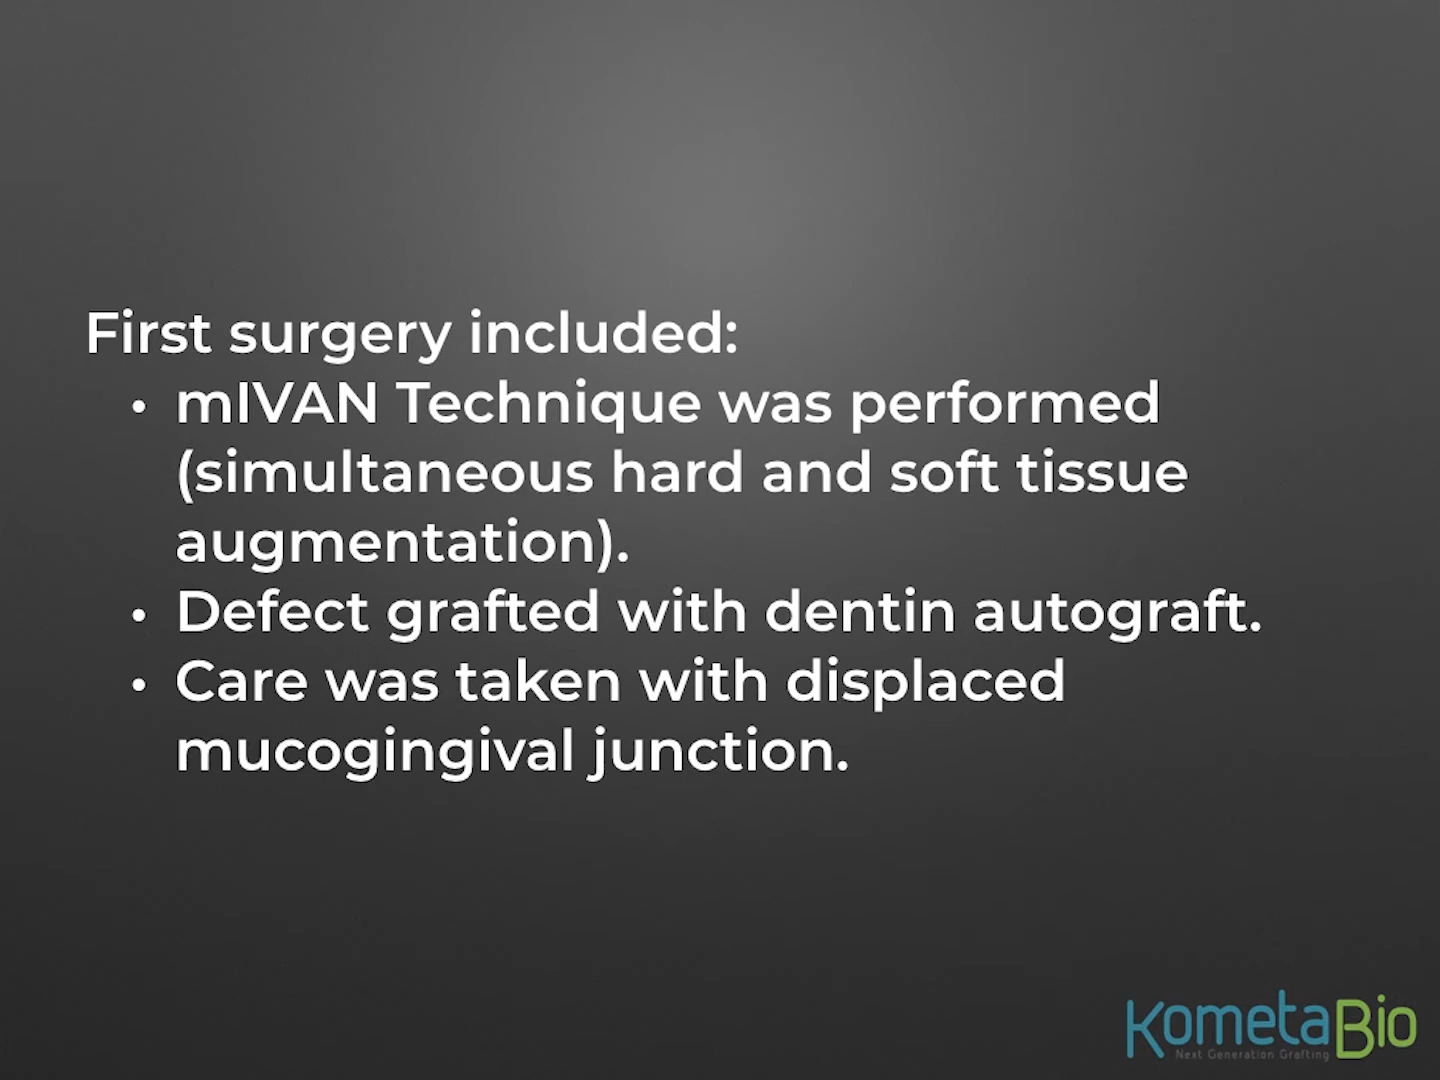 First surgery included:
• mIVAN Technique was performed
(simultaneous hard and soft tissue
augmentation).
• Defect grafted with dentin autograft.
• Care was taken with displaced
mucogingival junction.
KometaBio
Next Generation Grafting